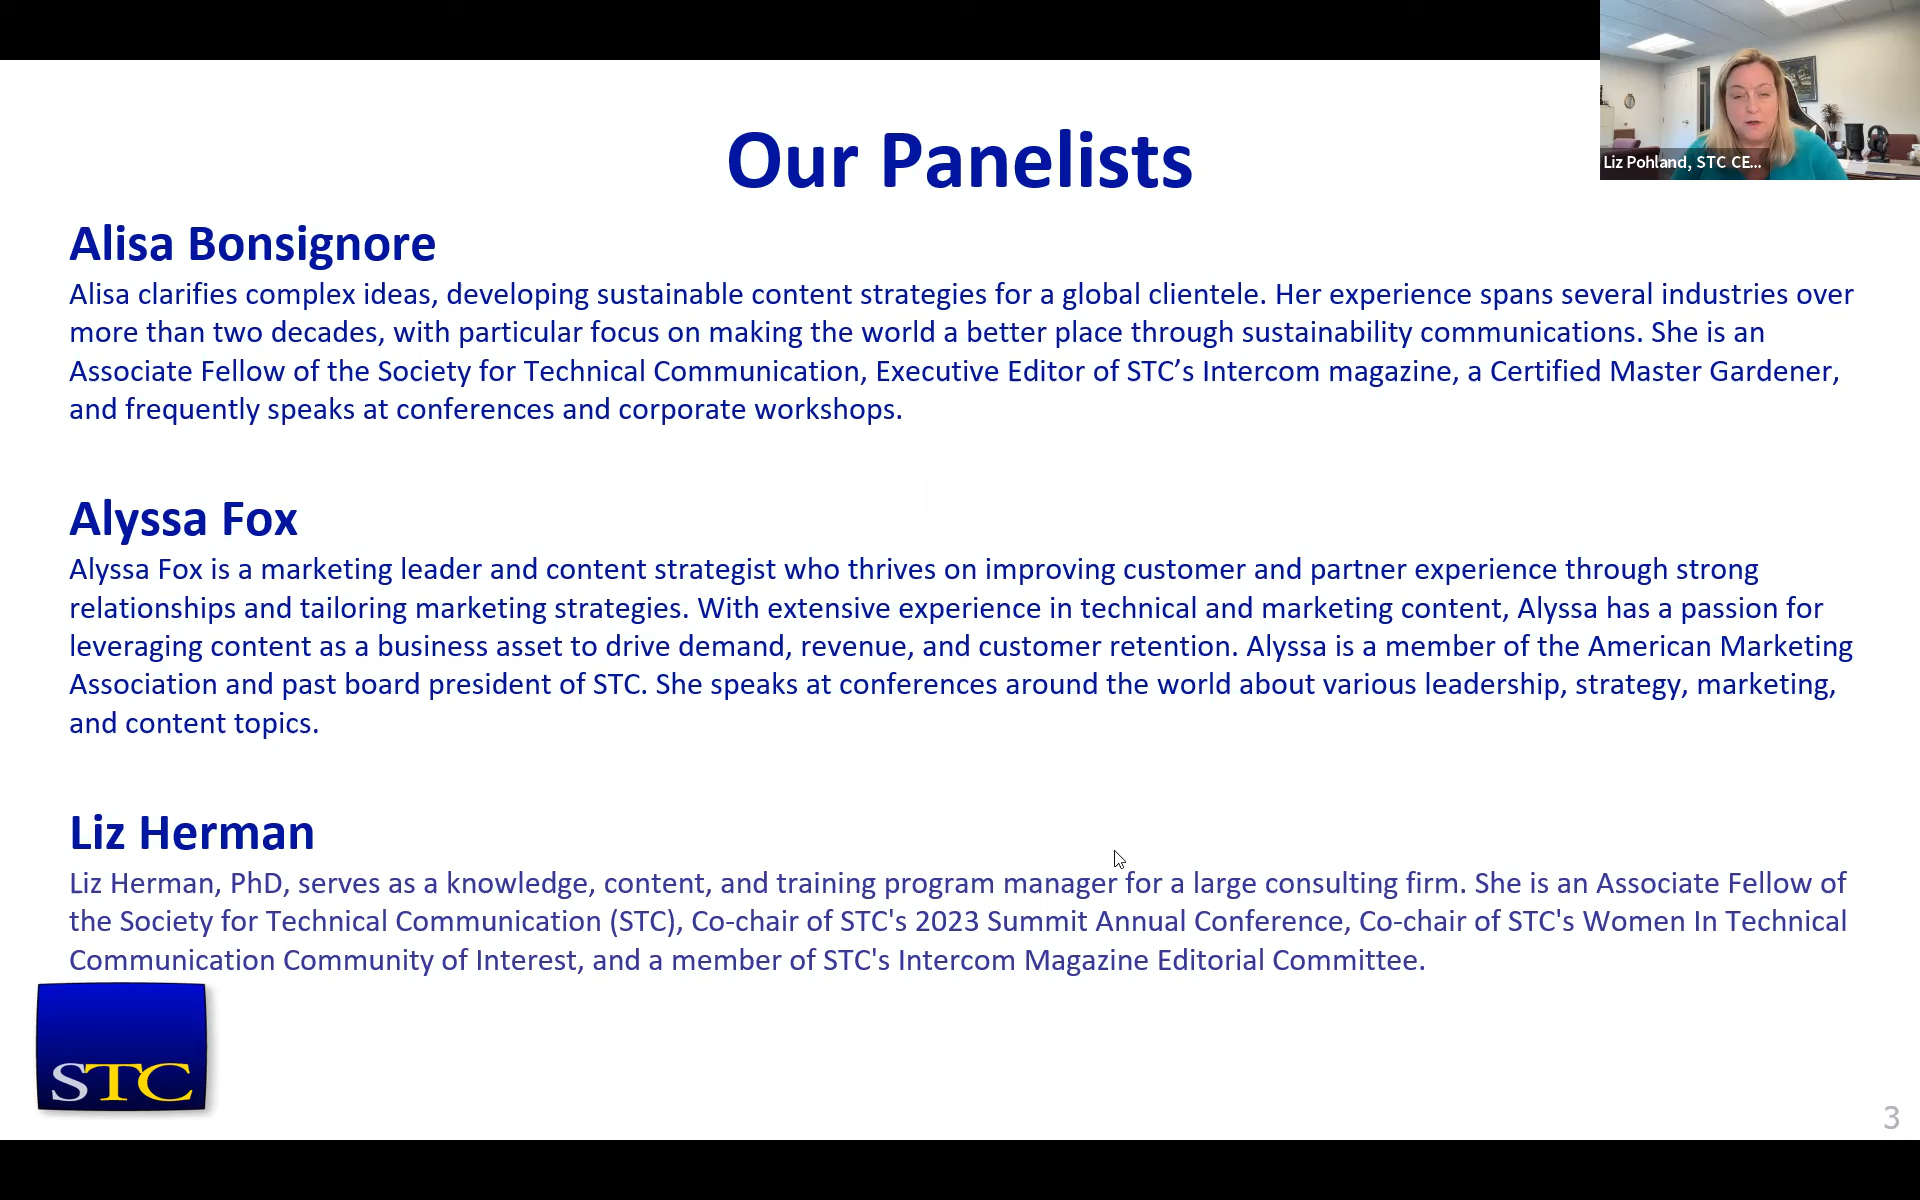 Our Panelists
Liz Pohland, STC CE...
Alisa Bonsignore
Alisa clarifies complex ideas, developing sustainable content strategies for a global clientele. Her experience spans several industries over
more than two decades, with particular focus on making the world a better place through sustainability communications. She is an
Associate Fellow of the Society for Technical Communication, Executive Editor of STC’s Intercom magazine, a Certified Master Gardener,
and frequently speaks at conferences and corporate workshops.
Alyssa Fox
Alyssa Fox is a marketing leader and content strategist who thrives on improving customer and partner experience through strong
relationships and tailoring marketing strategies. With extensive experience in technical and marketing content, Alyssa has a passion for
leveraging content as a business asset to drive demand, revenue, and customer retention. Alyssa is a member of the American Marketing
Association and past board president of STC. She speaks at conferences around the world about various leadership, strategy, marketing,
and content topics.
Liz Herman
Liz Herman, PhD, serves as a knowledge, content, and training program manager for a large consulting firm. She is an Associate Fellow of
the Society for Technical Communication (STC), Co-chair of STC's 2023 Summit Annual Conference, Co-chair of STC's Women In Technical
Communication Community of Interest, and a member of STC's Intercom Magazine Editorial Committee.
STC
3